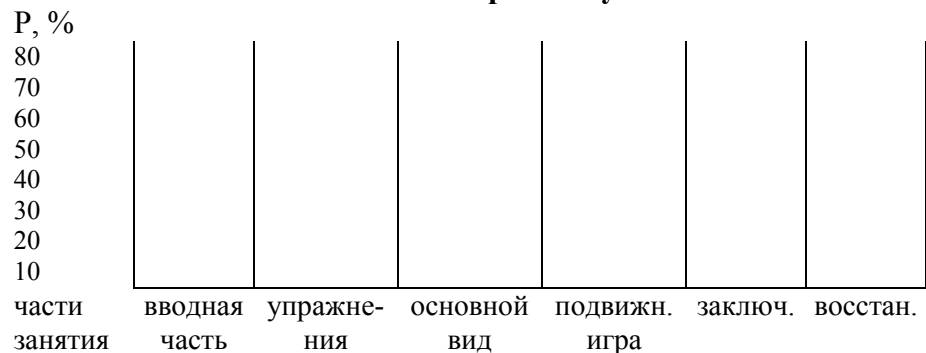 Р, %
80
70
60
50
40
30
20
10
части вводная упражне- основной подвижн. заключ. восстан.
занятия часть ния вид игра